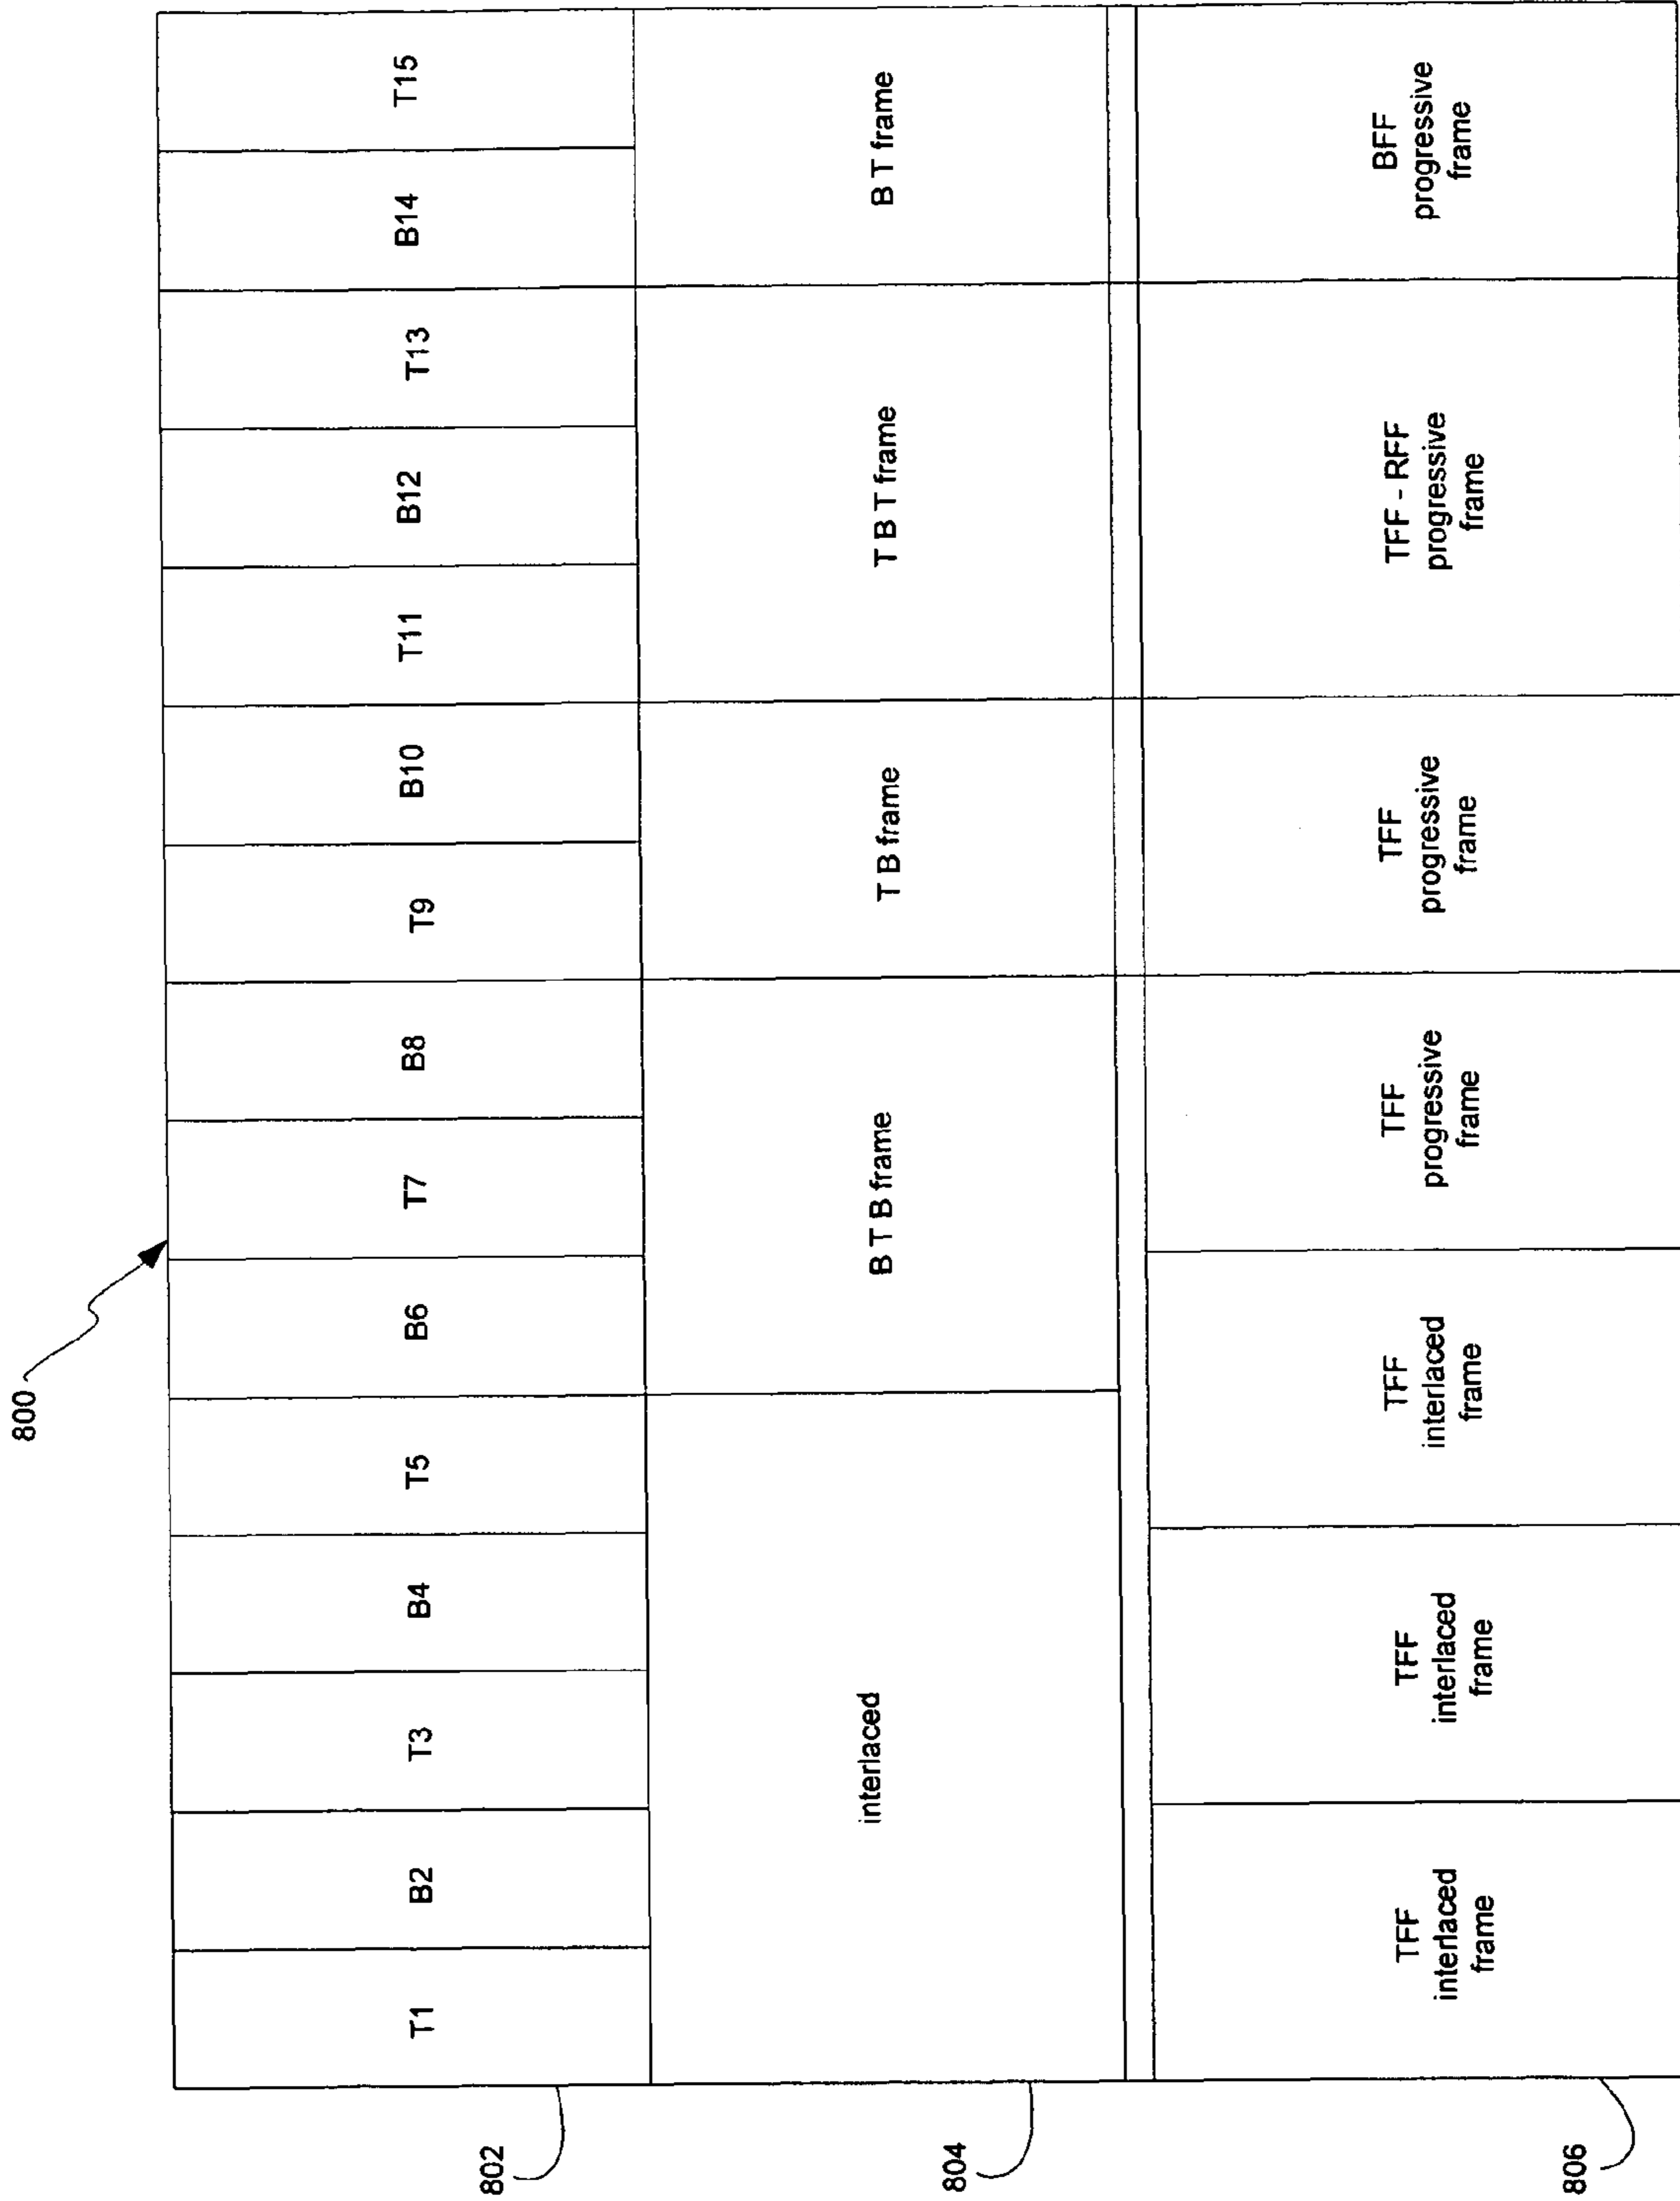 800
802
T1 B2 T3 B4 T5 B6 T7 B8 T9 B10 T11 B12 T13 B14 T15
804
interlaced
B T B frame
T B frame
T B T frame
B T frame
806
TFF
interlaced
frame
TFF
interlaced
frame
TFF
interlaced
frame
TFF
progressive
frame
TFF
progressive
frame
TFF - RFF
progressive
frame
BFF
progressive
frame